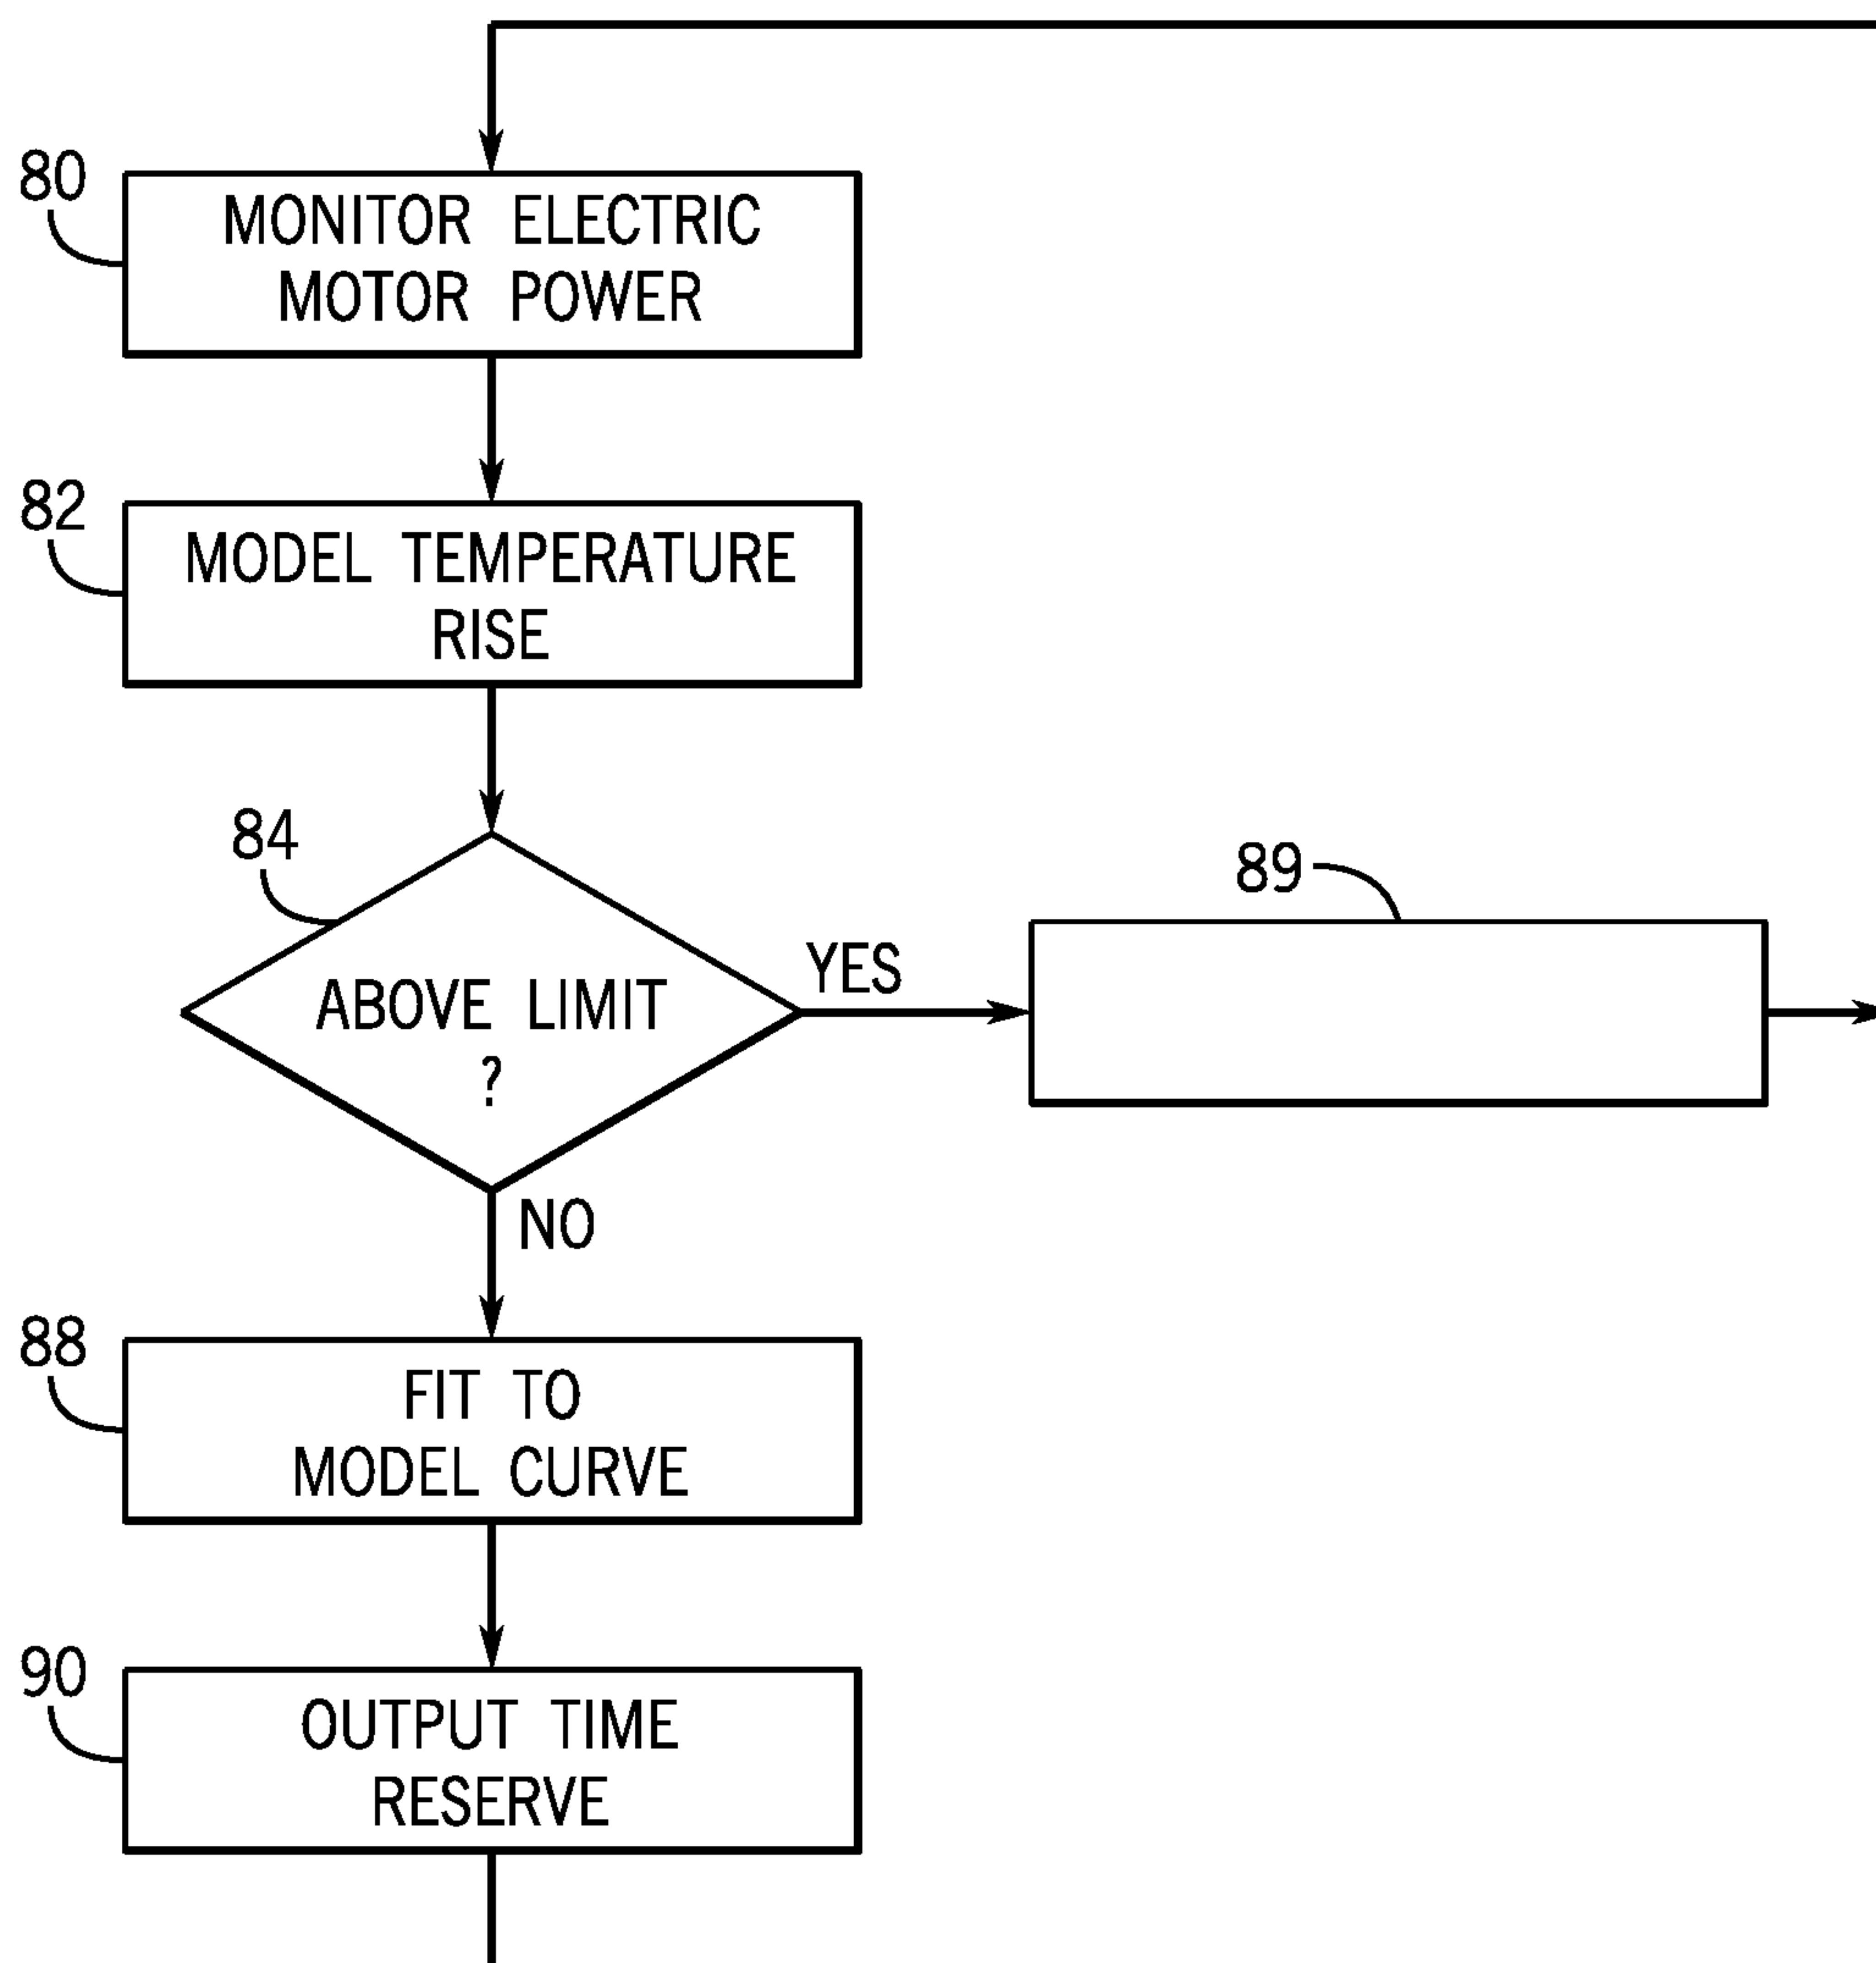 80
MONITOR ELECTRIC
MOTOR POWER
82
MODEL TEMPERATURE
RISE
84
ABOVE LIMIT
?
YES
89
NO
88
FIT TO
MODEL CURVE
90
OUTPUT TIME
RESERVE